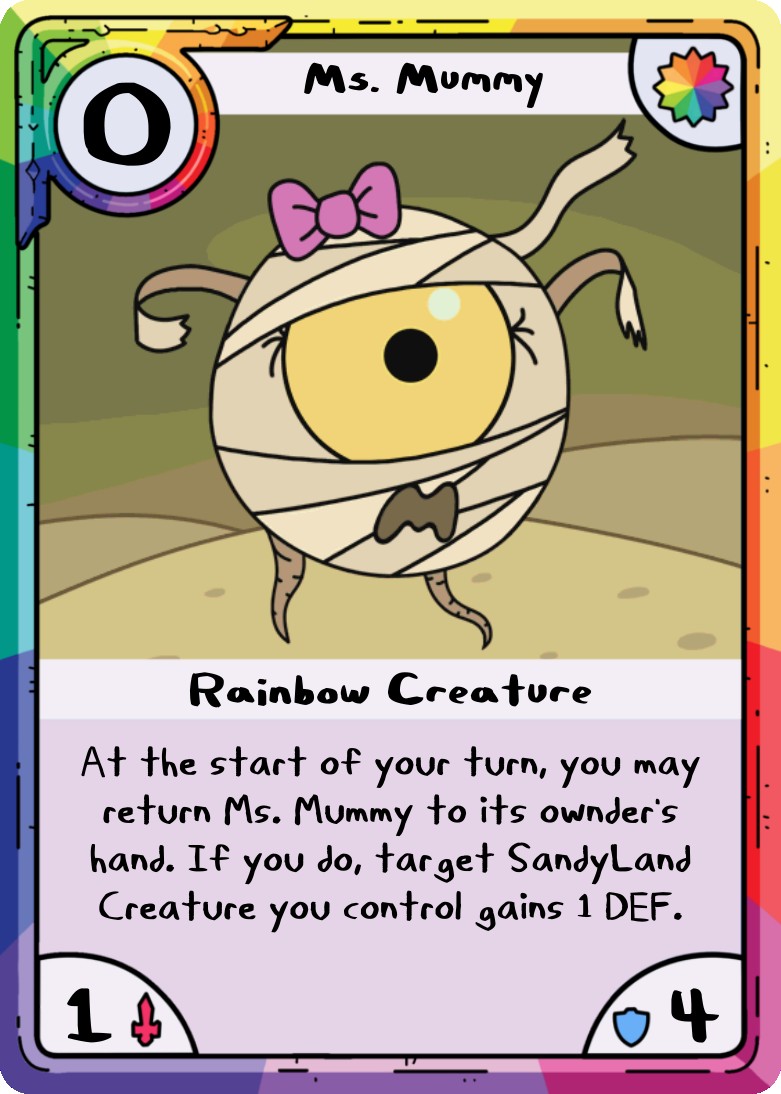 0
Ms. Mummy
Rainbow Creature
At the start of your turn, you may
return Ms. Mummy to its ownder's
hand. If you do, target SandyLand
Creature you control gains 1 DEF.
1
4